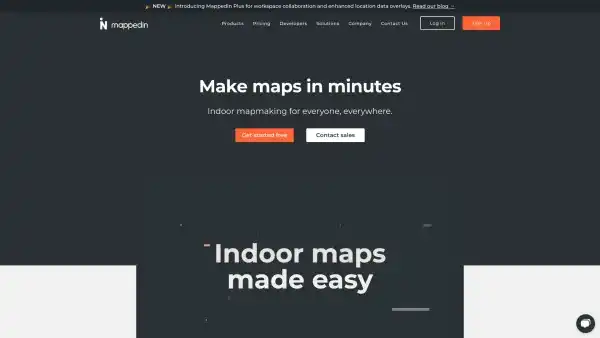 NEW Introducing Mappedin Plus for workspace collaboration and enhanced location data overlays. Read our blog →
mappedin
Products Pricing Developers Solutions Company Contact Us Log In Sign Up
Make maps in minutes
Indoor mapmaking for everyone, everywhere.
Get started free Contact sales
Indoor maps
made easy